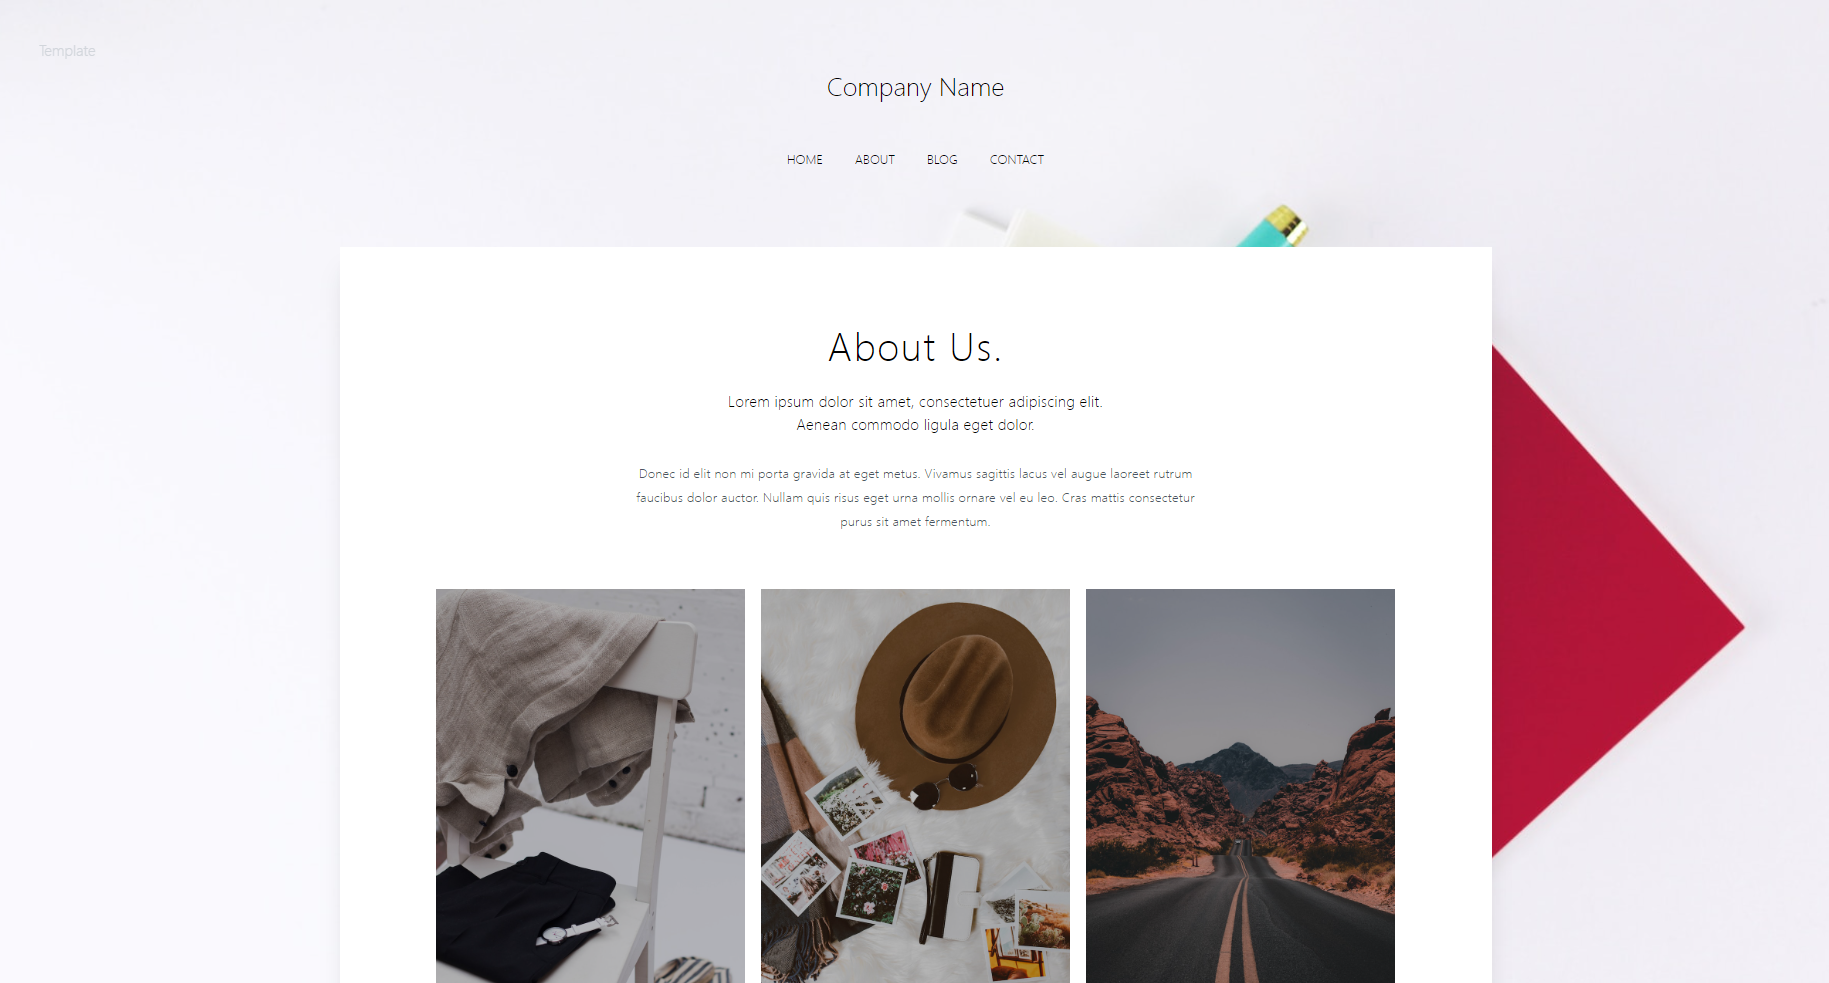 Template
Company Name
HOME ABOUT BLOG CONTACT
About Us.
Lorem ipsum dolor sit amet, consectetuer adipiscing elit.
Aenean commodo ligula eget dolor.
Donec id elit non mi porta gravida at eget metus. Vivamus sagittis lacus vel augue laoreet rutrum
faucibus dolor auctor. Nullam quis risus eget urna mollis ornare vel eu leo. Cras mattis consectetur
purus sit amet fermentum.